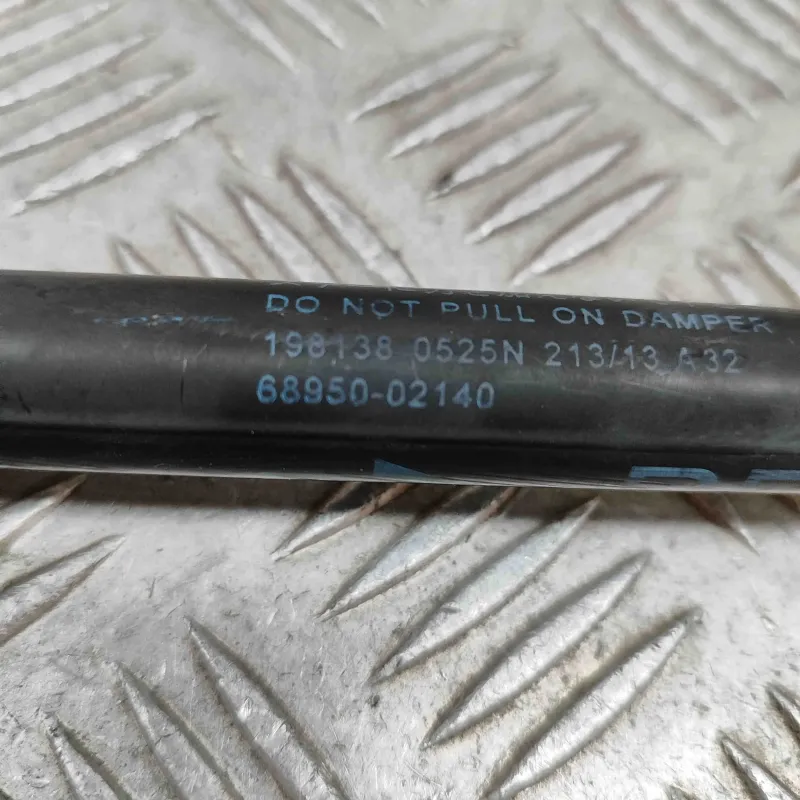 DO NOT PULL ON DAMPER
198138 0525N 213/13 A32
68950-02140